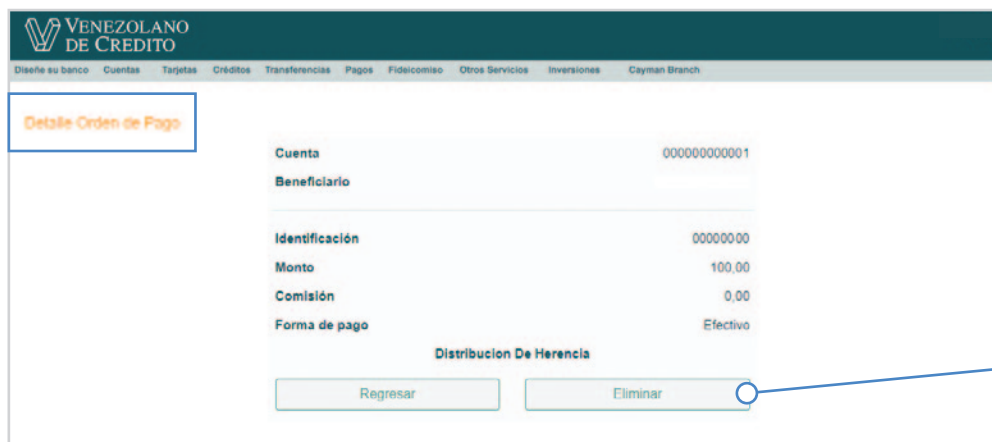 VENEZOLANO
DE CREDITO
Diseñe su banco Cuentas Tarjetas Créditos Transferencias Pagos Fideicomiso Otros Servicios Inversiones Cayman Branch
Detalle Orden de Pago
Cuenta 000000000001
Beneficiario
Identificación 00000000
Monto 100,00
Comisión 0,00
Forma de pago Efectivo
Distribucion De Herencia
Regresar Eliminar